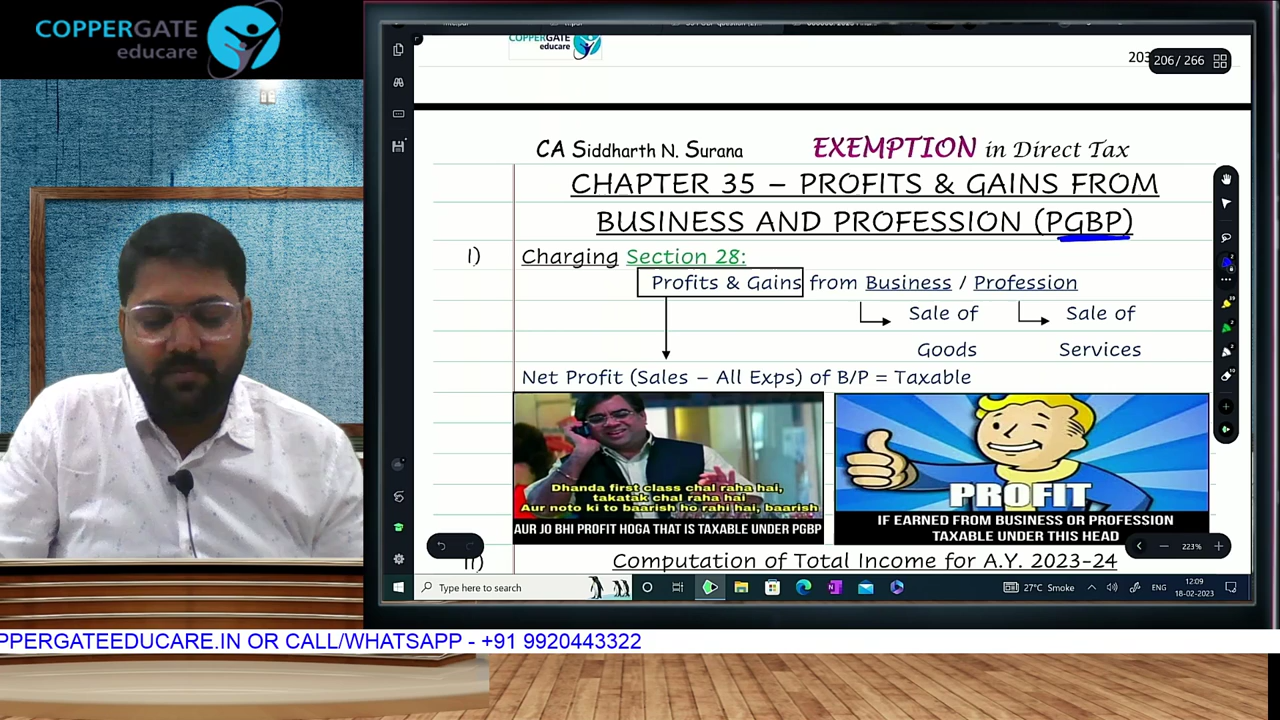 COPPERGATE
educare
COPPERGATE
educare
206 / 266
CA Siddharth N. Surana EXEMPTION in Direct Tax
CHAPTER 35 – PROFITS & GAINS FROM
BUSINESS AND PROFESSION (PGBP)
I) Charging Section 28:
Profits & Gains from Business / Profession
Sale of Sale of
Goods Services
Net Profit (Sales – All Exps) of B/P = Taxable
Dhanda first class chal raha hai,
takatak chal raha hai
Aur noto ki to baarish ho rahi hai, baarish
AUR JO BHI PROFIT HOGA THAT IS TAXABLE UNDER PGBP
PROFIT
IF EARNED FROM BUSINESS OR PROFESSION
TAXABLE UNDER THIS HEAD
223%
II) Computation of Total Income for A.Y. 2023-24
Type here to search
27°C Smoke
ENG
12:09
18-02-2023
PPERGATEEDUCARE.IN OR CALL/WHATSAPP - +91 9920443322